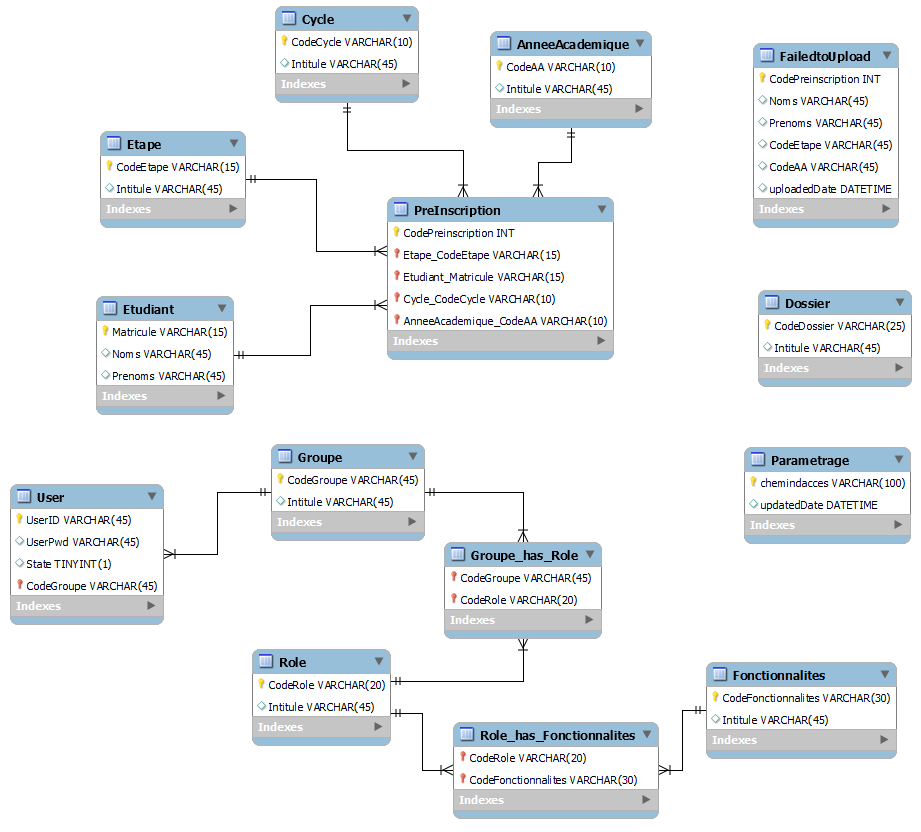 Cycle
CodeCycle VARCHAR(10)
Intitule VARCHAR(45)
Indexes
AnneeAcademique
CodeAA VARCHAR(10)
Intitule VARCHAR(45)
Indexes
FailedtoUpload
CodePreinscription INT
Noms VARCHAR(45)
Prenoms VARCHAR(45)
CodeEtape VARCHAR(45)
CodeAA VARCHAR(45)
uploadedDate DATETIME
Indexes
Etape
CodeEtape VARCHAR(15)
Intitule VARCHAR(45)
Indexes
PreInscription
CodePreinscription INT
Etape_CodeEtape VARCHAR(15)
Etudiant_Matricule VARCHAR(15)
Cycle_CodeCycle VARCHAR(10)
AnneeAcademique_CodeAA VARCHAR(10)
Indexes
Etudiant
Matricule VARCHAR(15)
Noms VARCHAR(45)
Prenoms VARCHAR(45)
Indexes
Dossier
CodeDossier VARCHAR(25)
Intitule VARCHAR(45)
Indexes
Groupe
CodeGroupe VARCHAR(45)
Intitule VARCHAR(45)
Indexes
Parametrage
chemindacces VARCHAR(100)
updatedDate DATETIME
Indexes
User
UserID VARCHAR(45)
UserPwd VARCHAR(45)
State TINYINT(1)
CodeGroupe VARCHAR(45)
Indexes
Groupe_has_Role
CodeGroupe VARCHAR(45)
CodeRole VARCHAR(20)
Indexes
Role
CodeRole VARCHAR(20)
Intitule VARCHAR(45)
Indexes
Fonctionnalites
CodeFonctionnalites VARCHAR(30)
Intitule VARCHAR(45)
Indexes
Role_has_Fonctionnalites
CodeRole VARCHAR(20)
CodeFonctionnalites VARCHAR(30)
Indexes